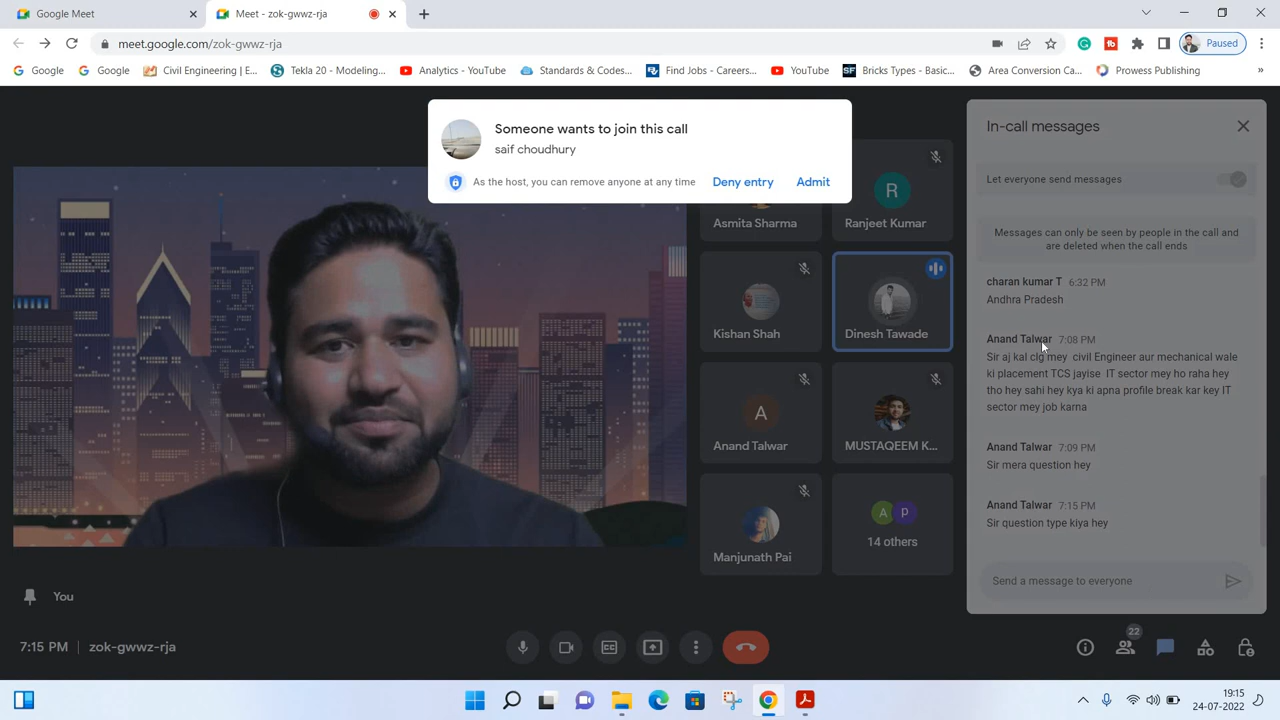 Google Meet
Meet - zok-gwwz-rja
meet.google.com/zok-gwwz-rja
Paused
Google
Google
Civil Engineering | E...
Tekla 20 - Modeling...
Analytics - YouTube
Standards & Codes...
Find Jobs - Careers...
YouTube
SF
Bricks Types - Basic...
Area Conversion Ca...
Prowess Publishing
»
Someone wants to join this call
saif choudhury
As the host, you can remove anyone at any time
Deny entry
Admit
Asmita Sharma
R
Ranjeet Kumar
Kishan Shah
Dinesh Tawade
A
Anand Talwar
MUSTAQEEM K...
Manjunath Pai
A
p
14 others
You
In-call messages
Let everyone send messages
Messages can only be seen by people in the call and
are deleted when the call ends
charan kumar T 6:32 PM
Andhra Pradesh
Anand Talwar 7:08 PM
Sir aj kal clg mey civil Engineer aur mechanical wale
ki placement TCS jayise IT sector mey ho raha hey
tho hey sahi hey kya ki apna profile break kar key IT
sector mey job karna
Anand Talwar 7:09 PM
Sir mera question hey
Anand Talwar 7:15 PM
Sir question type kiya hey
Send a message to everyone
7:15 PM | zok-gwwz-rja
22
19:15
24-07-2022